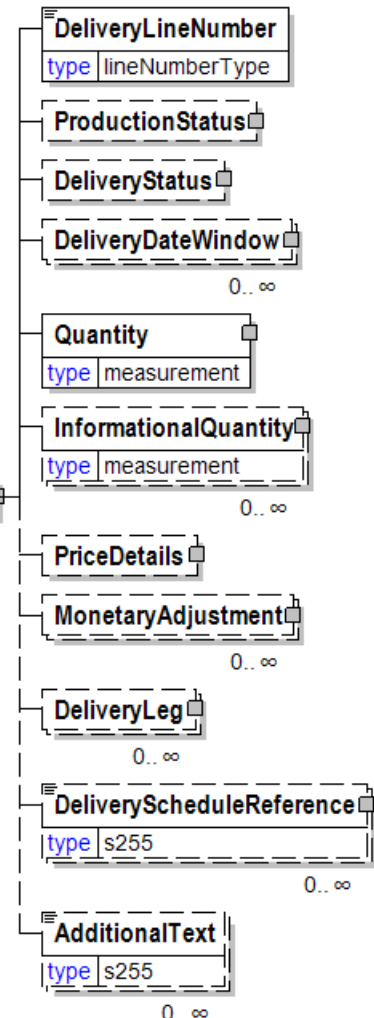 DeliveryLineNumber
type lineNumberType
ProductionStatus
DeliveryStatus
DeliveryDateWindow
0.. ∞
Quantity
type measurement
InformationalQuantity
type measurement
0.. ∞
PriceDetails
MonetaryAdjustment
0.. ∞
DeliveryLeg
0.. ∞
DeliveryScheduleReference
type s255
0.. ∞
AdditionalText
type s255
0.. ∞